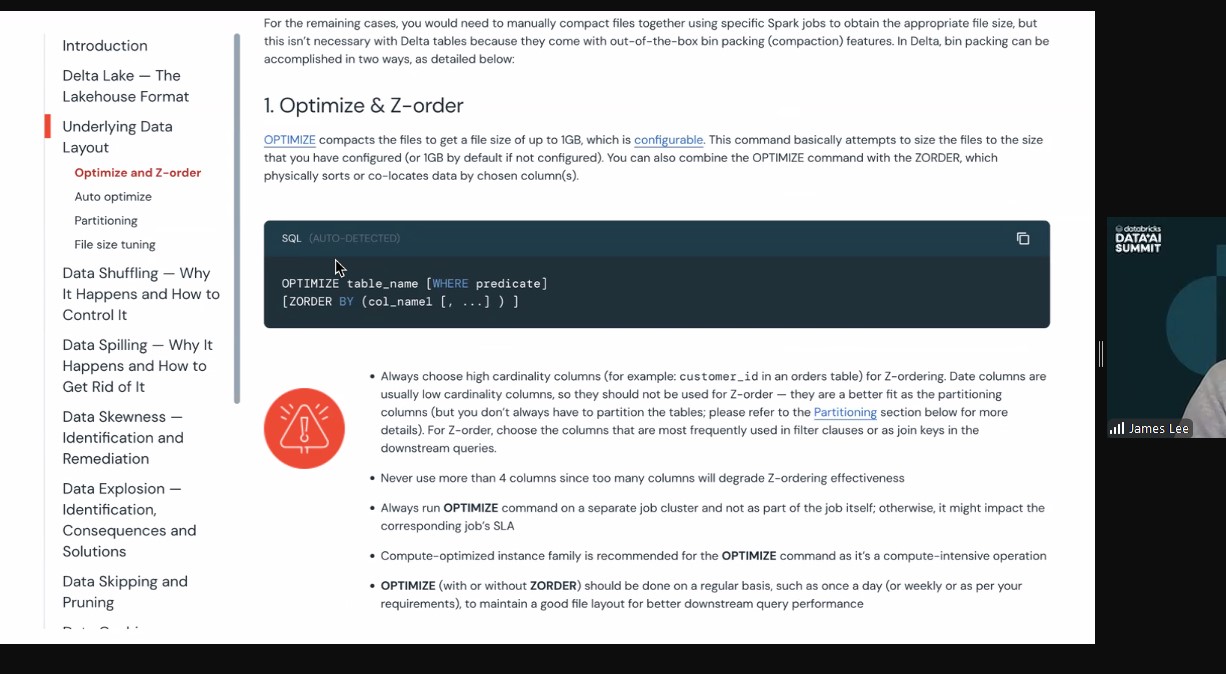 For the remaining cases, you would need to manually compact files together using specific Spark jobs to obtain the appropriate file size, but
this isn't necessary with Delta tables because they come with out-of-the-box bin packing (compaction) features. In Delta, bin packing can be
accomplished in two ways, as detailed below:
Introduction
Delta Lake — The
Lakehouse Format
Underlying Data
Layout
Optimize and Z-order
Auto optimize
Partitioning
File size tuning
Data Shuffling — Why
It Happens and How to
Control It
Data Spilling — Why It
Happens and How to
Get Rid of It
Data Skewness —
Identification and
Remediation
Data Explosion —
Identification,
Consequences and
Solutions
Data Skipping and
Pruning
1. Optimize & Z-order
OPTIMIZE compacts the files to get a file size of up to 1GB, which is configurable. This command basically attempts to size the files to the size
that you have configured (or 1GB by default if not configured). You can also combine the OPTIMIZE command with the ZORDER, which
physically sorts or co-locates data by chosen column(s).
SQL (AUTO-DETECTED)
OPTIMIZE table_name [WHERE predicate]
[ZORDER BY (col_name1 [, ...] ) ]
• Always choose high cardinality columns (for example: customer_id in an orders table) for Z-ordering. Date columns are
usually low cardinality columns, so they should not be used for Z-order — they are a better fit as the partitioning
columns (but you don't always have to partition the tables; please refer to the Partitioning section below for more
details). For Z-order, choose the columns that are most frequently used in filter clauses or as join keys in the
downstream queries.
• Never use more than 4 columns since too many columns will degrade Z-ordering effectiveness
• Always run OPTIMIZE command on a separate job cluster and not as part of the job itself; otherwise, it might impact the
corresponding job's SLA
• Compute-optimized instance family is recommended for the OPTIMIZE command as it's a compute-intensive operation
• OPTIMIZE (with or without ZORDER) should be done on a regular basis, such as once a day (or weekly or as per your
requirements), to maintain a good file layout for better downstream query performance
databricks
DATA+AI
SUMMIT
James Lee